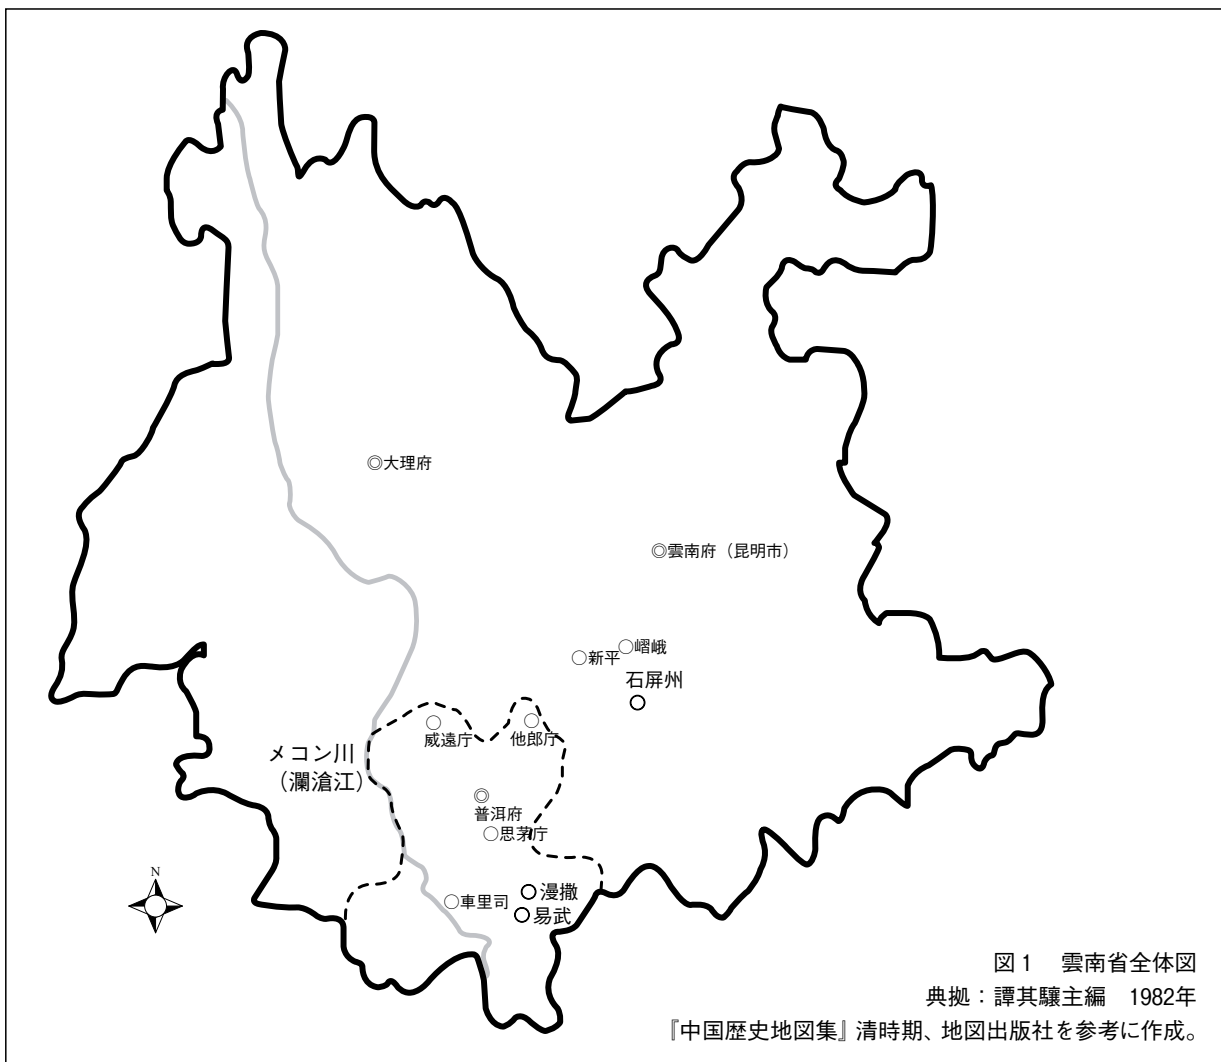 ◎大理府
◎雲南府（昆明市）
○嶍峨
○新平
石屏州
威遠庁
他郎庁
メコン川
（瀾滄江）
普洱府
○思茅庁
漫撒
○車里司
易武
N
図1　雲南省全体図
典拠：譚其驤主編　1982年
『中国歴史地図集』清時期、地図出版社を参考に作成。